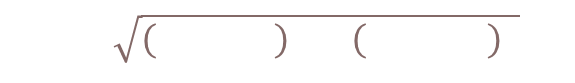 √( ) ( )